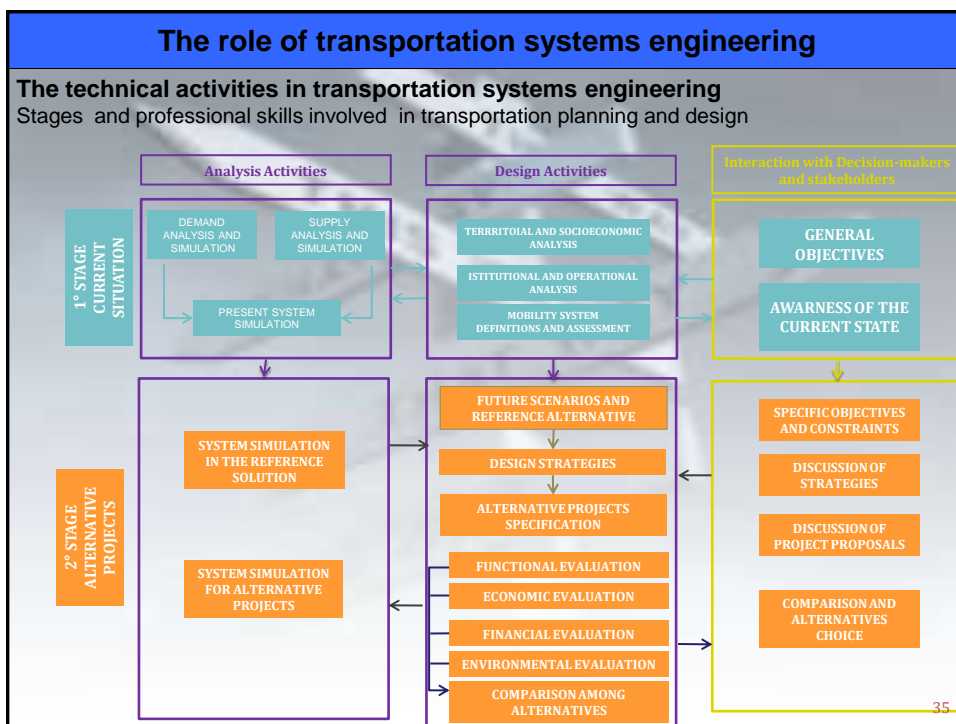 The role of transportation systems engineering
The technical activities in transportation systems engineering
Stages and professional skills involved in transportation planning and design
Analysis Activities
Design Activities
Interaction with Decision-makers
and stakeholders
1° STAGE
CURRENT
SITUATION
DEMAND
ANALYSIS AND
SIMULATION
SUPPLY
ANALYSIS AND
SIMULATION
PRESENT SYSTEM
SIMULATION
TERRRITOIAL AND SOCIOECONOMIC
ANALYSIS
ISTITUTIONAL AND OPERATIONAL
ANALYSIS
MOBILITY SYSTEM
DEFINITIONS AND ASSESSMENT
GENERAL
OBJECTIVES
AWARNESS OF THE
CURRENT STATE
2° STAGE
ALTERNATIVE
PROJECTS
SYSTEM SIMULATION
IN THE REFERENCE
SOLUTION
SYSTEM SIMULATION
FOR ALTERNATIVE
PROJECTS
FUTURE SCENARIOS AND
REFERENCE ALTERNATIVE
DESIGN STRATEGIES
ALTERNATIVE PROJECTS
SPECIFICATION
FUNCTIONAL EVALUATION
ECONOMIC EVALUATION
FINANCIAL EVALUATION
ENVIRONMENTAL EVALUATION
COMPARISON AMONG
ALTERNATIVES
SPECIFIC OBJECTIVES
AND CONSTRAINTS
DISCUSSION OF
STRATEGIES
DISCUSSION OF
PROJECT PROPOSALS
COMPARISON AND
ALTERNATIVES
CHOICE
35